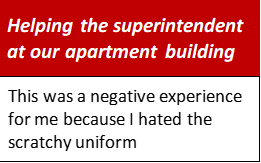 Helping the superintendent
at our apartment building
This was a negative experience
for me because I hated the
scratchy uniform